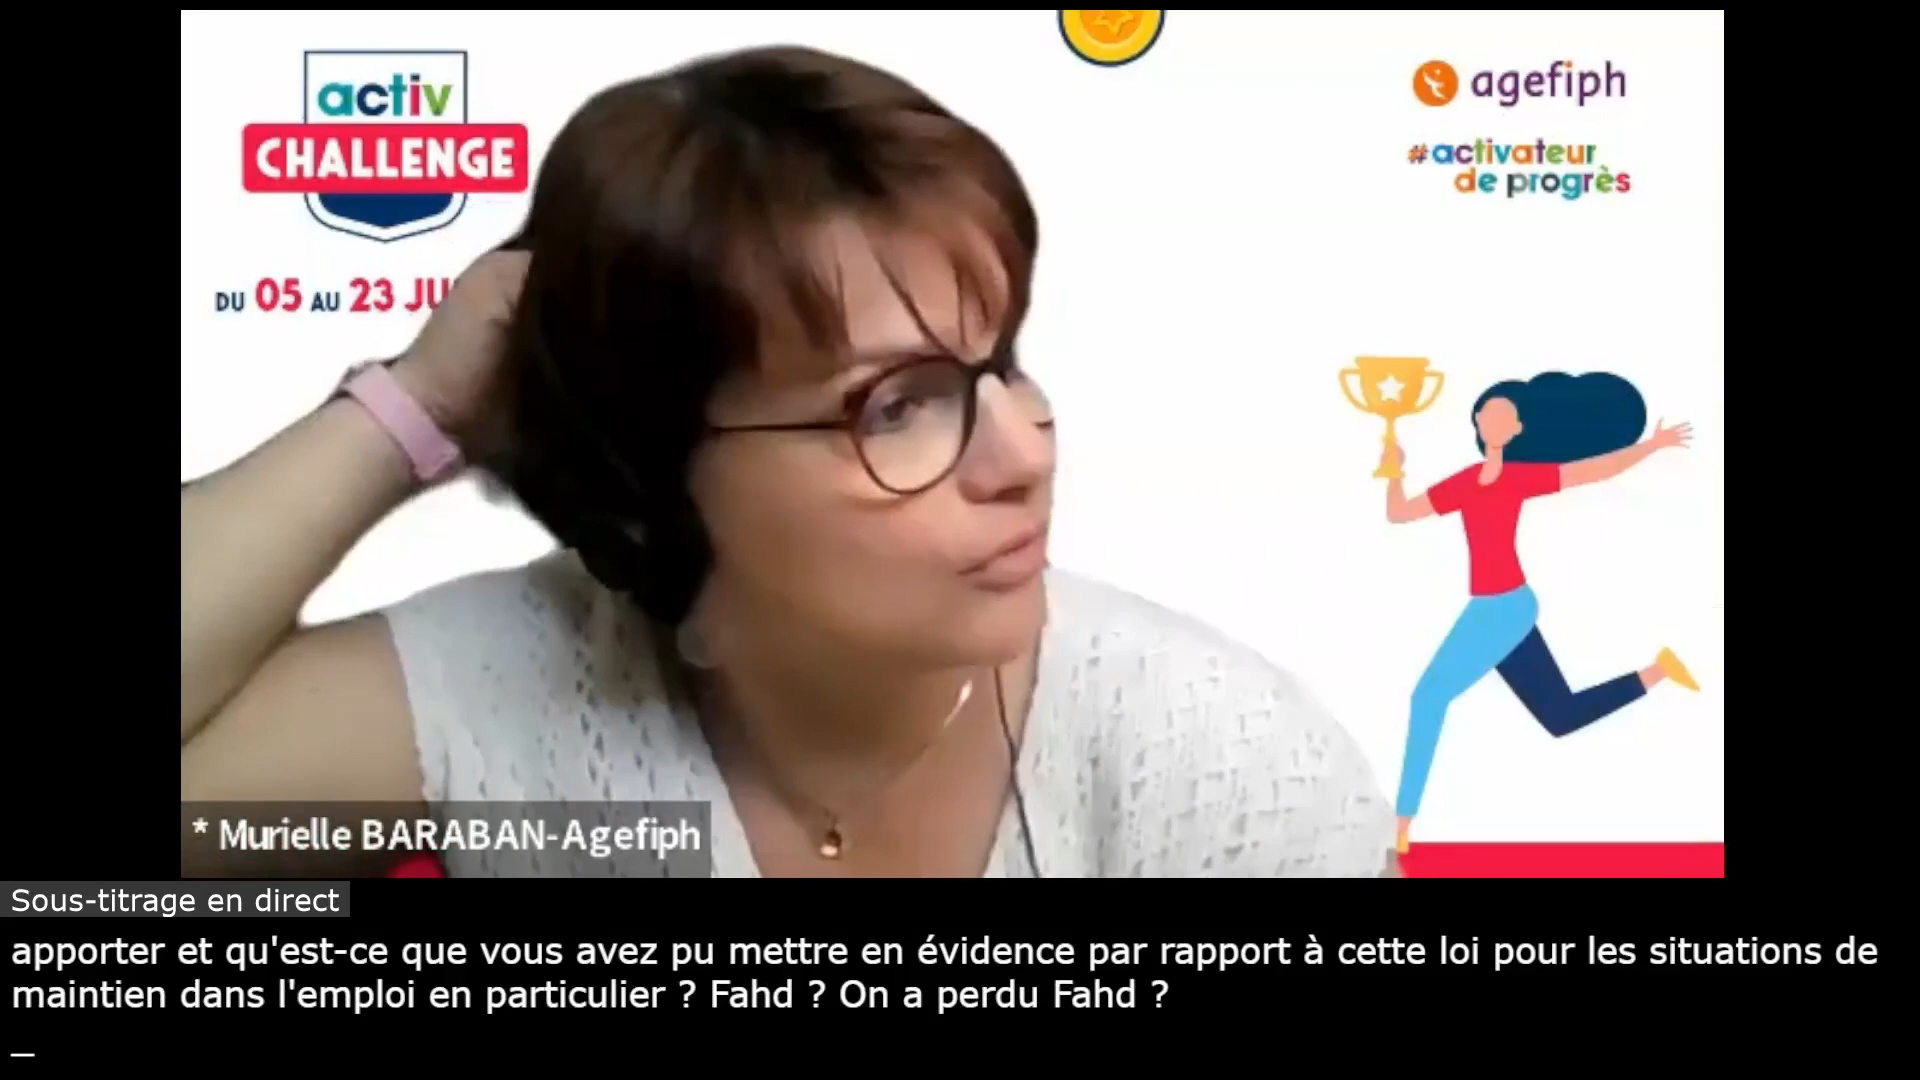 activ
CHALLENGE
DU 05 AU 23
agefiph
#activateur
de progrès
* Murielle BARABAN-Agefiph
Sous-titrage en direct
apporter et qu'est-ce que vous avez pu mettre en évidence par rapport à cette loi pour les situations de
maintien dans l'emploi en particulier ? Fahd ? On a perdu Fahd ?
_